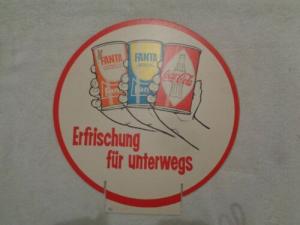 FANTA
FANTA
Coca-Cola
Erfrischung
für unterwegs